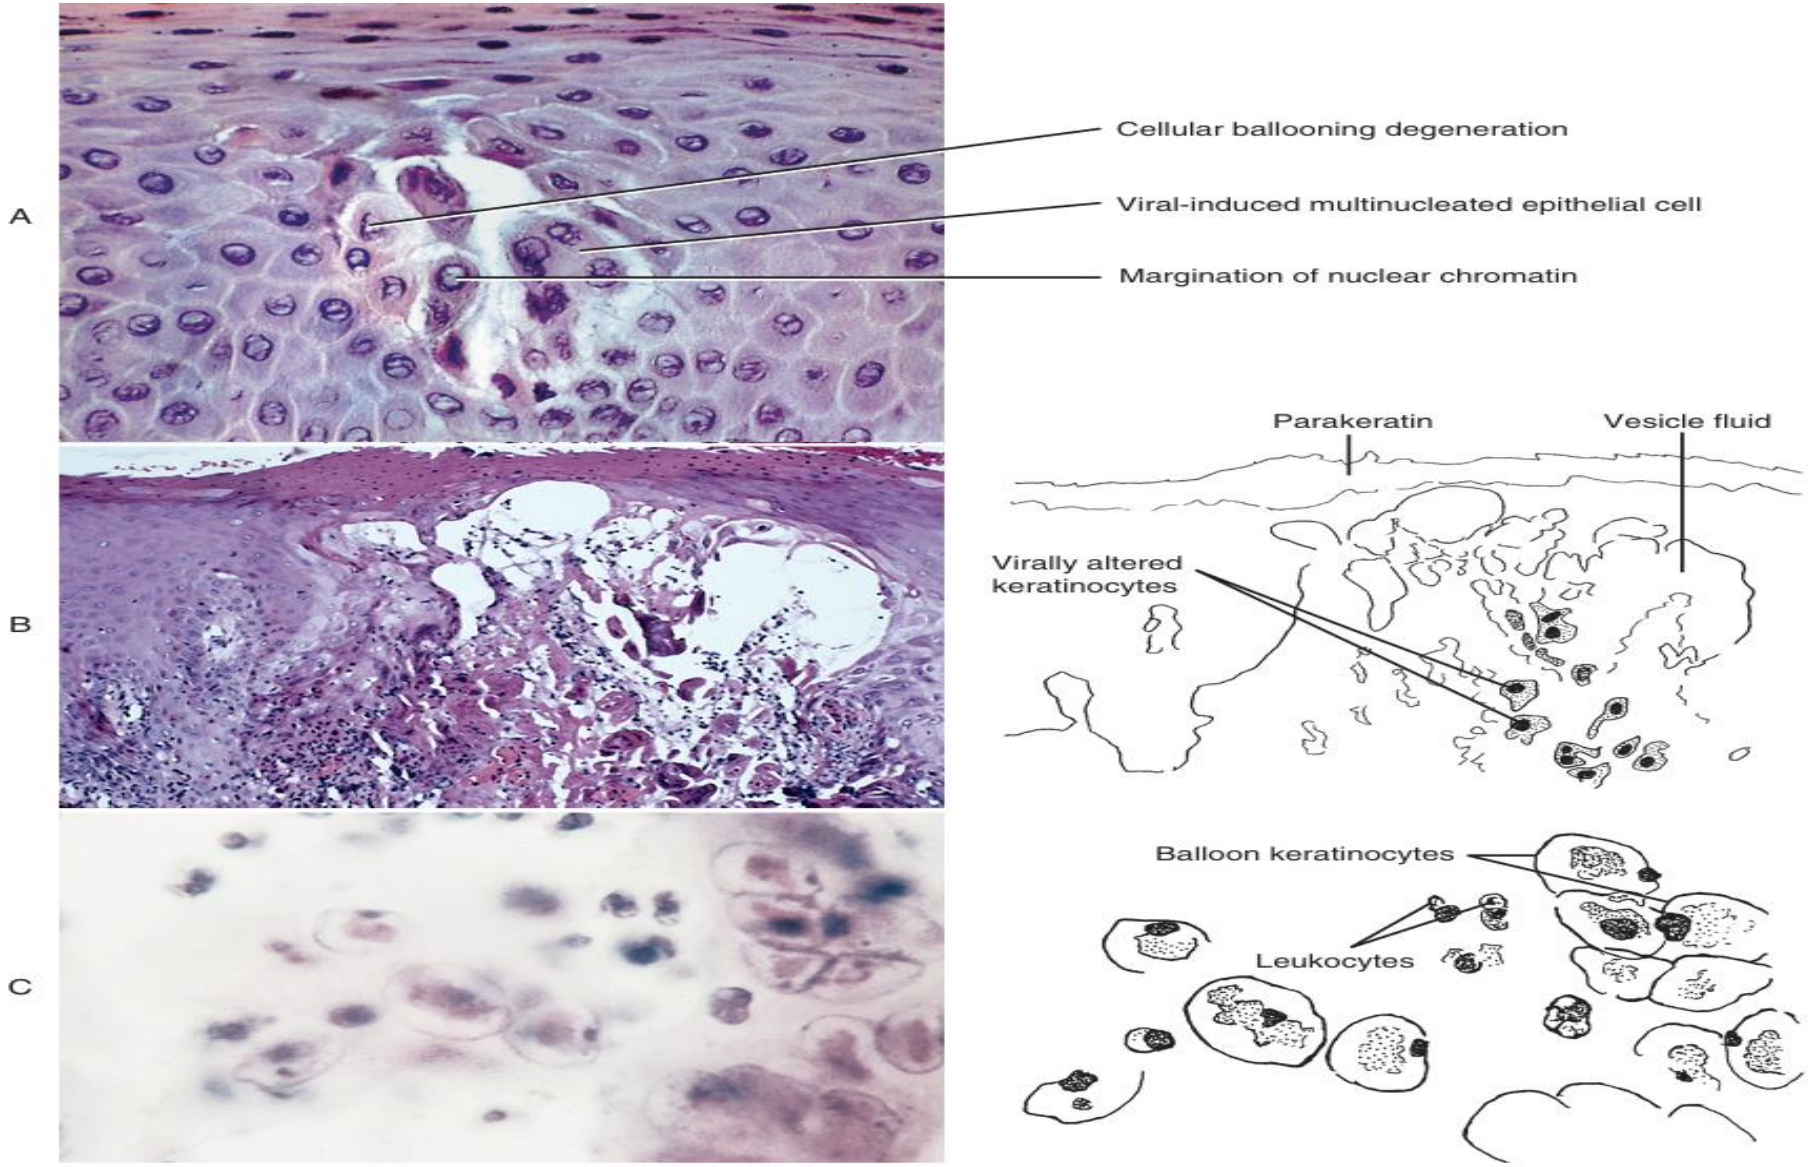 A
Cellular ballooning degeneration
Viral-induced multinucleated epithelial cell
Margination of nuclear chromatin
B
Parakeratin
Vesicle fluid
Virally altered
keratinocytes
C
Balloon keratinocytes
Leukocytes